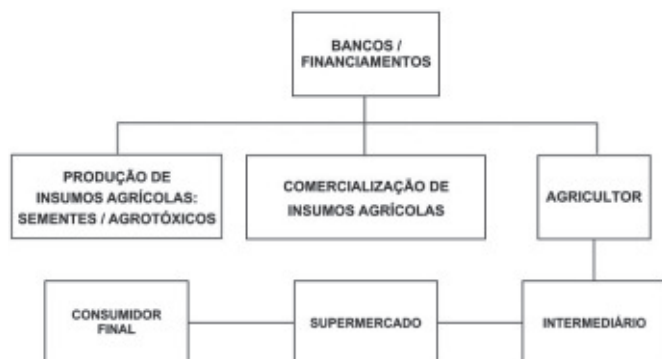 BANCOS /
FINANCIAMENTOS
PRODUÇÃO DE
INSUMOS AGRÍCOLAS:
SEMENTES / AGROTÓXICOS
COMERCIALIZAÇÃO DE
INSUMOS AGRÍCOLAS
AGRICULTOR
CONSUMIDOR
FINAL
SUPERMERCADO
INTERMEDIÁRIO